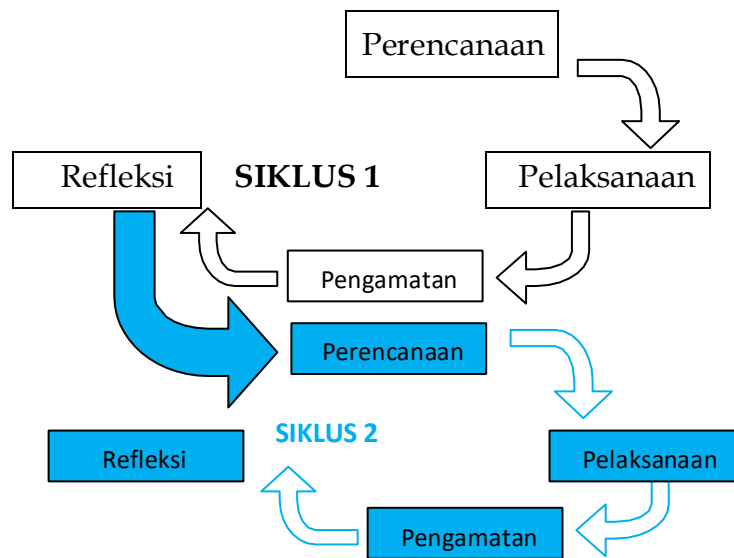 Perencanaan
Refleksi
SIKLUS 1
Pelaksanaan
Pengamatan
Perencanaan
SIKLUS 2
Refleksi
Pelaksanaan
Pengamatan